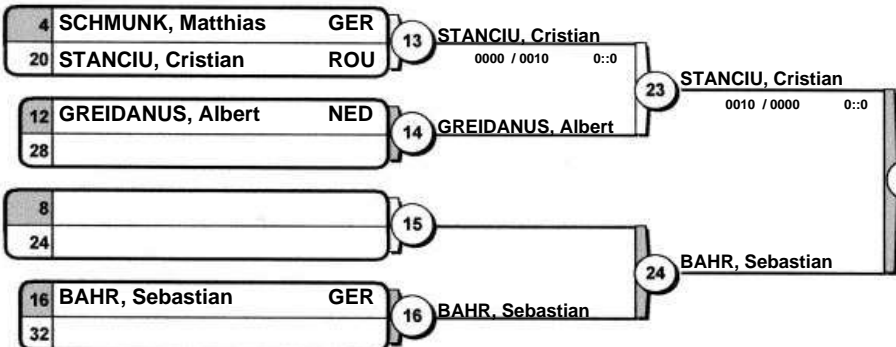 4 SCHMUNK, Matthias GER
20 STANCIU, Cristian ROU
13 STANCIU, Cristian
0000 / 0010 0::0
12 GREIDANUS, Albert NED
28
14 GREIDANUS, Albert
23 STANCIU, Cristian
0010 / 0000 0::0
8
24
15
16 BAHR, Sebastian GER
32
16 BAHR, Sebastian
24 BAHR, Sebastian